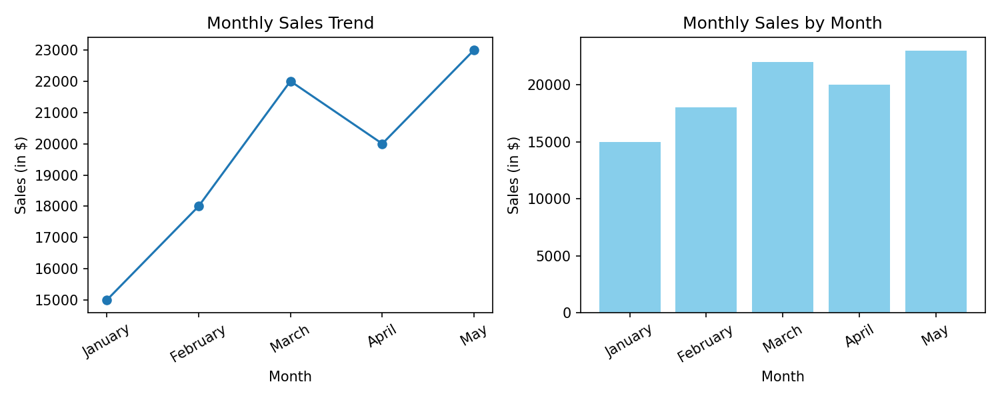 Monthly Sales Trend
Sales (in $)
23000
22000
21000
20000
19000
18000
17000
16000
15000
January
February
March
April
May
Month
Monthly Sales by Month
Sales (in $)
20000
15000
10000
5000
0
January
February
March
April
May
Month